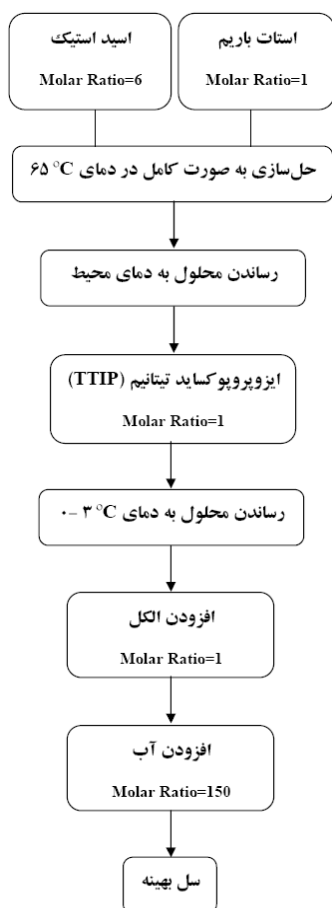 استات باریم
Molar Ratio=1
اسید استیک
Molar Ratio=6
حل‌سازی به صورت کامل در دمای ۶۵ °C
رساندن محلول به دمای محیط
ایزوپروپوکساید تیتانیم (TTIP)
Molar Ratio=1
رساندن محلول به دمای ۰–۳ °C
افزودن الکل
Molar Ratio=1
افزودن آب
Molar Ratio=150
سل بهینه